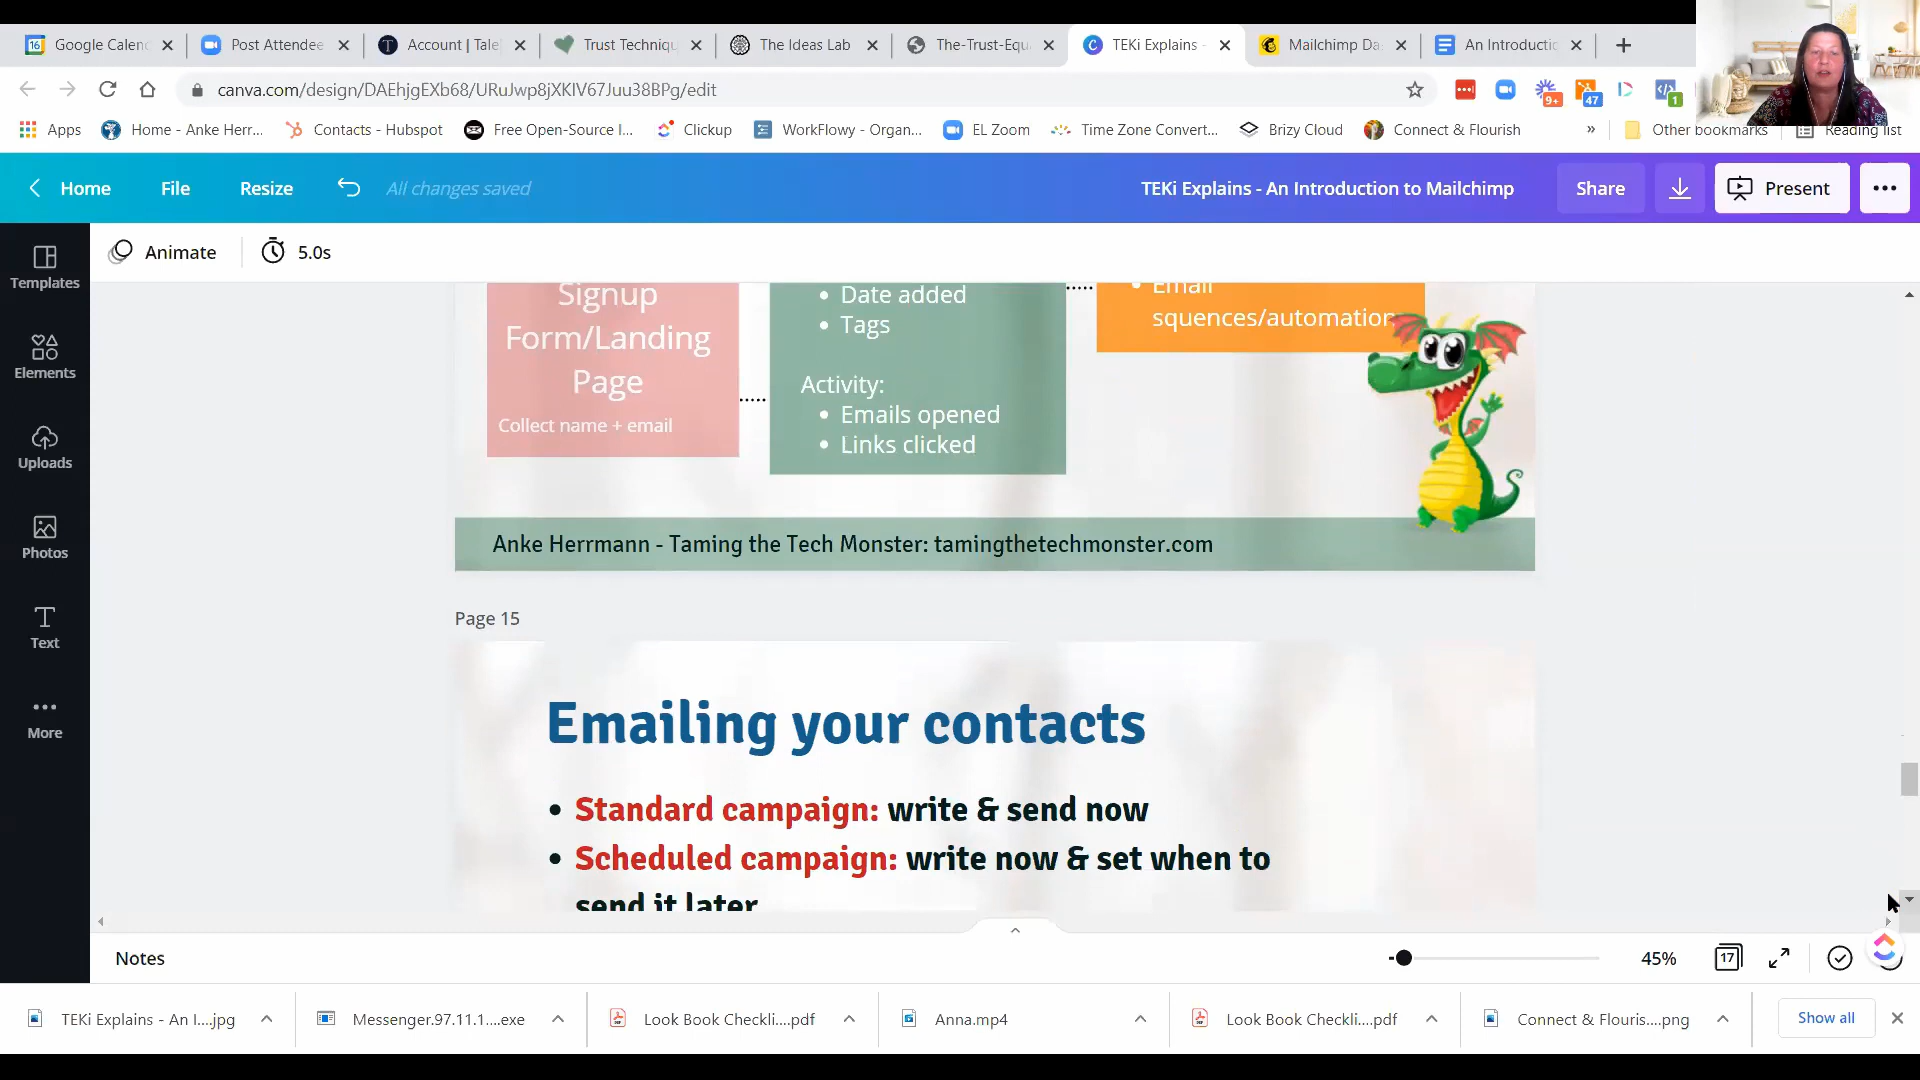 16 Google Calen
Post Attendee
Account | Tale
Trust Techniqu
The Ideas Lab
The-Trust-Equ
TEKi Explains -
Mailchimp Da
An Introductio
canva.com/design/DAEhjgEXb68/URuJwp8jXKlV67Juu38BPg/edit
9+
47
1
Apps
Home - Anke Herr...
Contacts - Hubspot
Free Open-Source I...
Clickup
WorkFlowy - Organ...
EL Zoom
Time Zone Convert...
Brizy Cloud
Connect & Flourish
»
Other bookmarks
Reading list
Home
File
Resize
All changes saved
TEKi Explains - An Introduction to Mailchimp
Share
Present
Animate
5.0s
Templates
Elements
Uploads
Photos
Text
More
Signup
Form/Landing
Page
Collect name + email
• Date added
• Tags
Activity:
• Emails opened
• Links clicked
• Email
squences/automation
Anke Herrmann - Taming the Tech Monster: tamingthetechmonster.com
Page 15
Emailing your contacts
• Standard campaign: write & send now
• Scheduled campaign: write now & set when to
send it later
Notes
45%
17
TEKi Explains - An I....jpg
Messenger.97.11.1....exe
Look Book Checkli....pdf
Anna.mp4
Look Book Checkli....pdf
Connect & Flouris....png
Show all